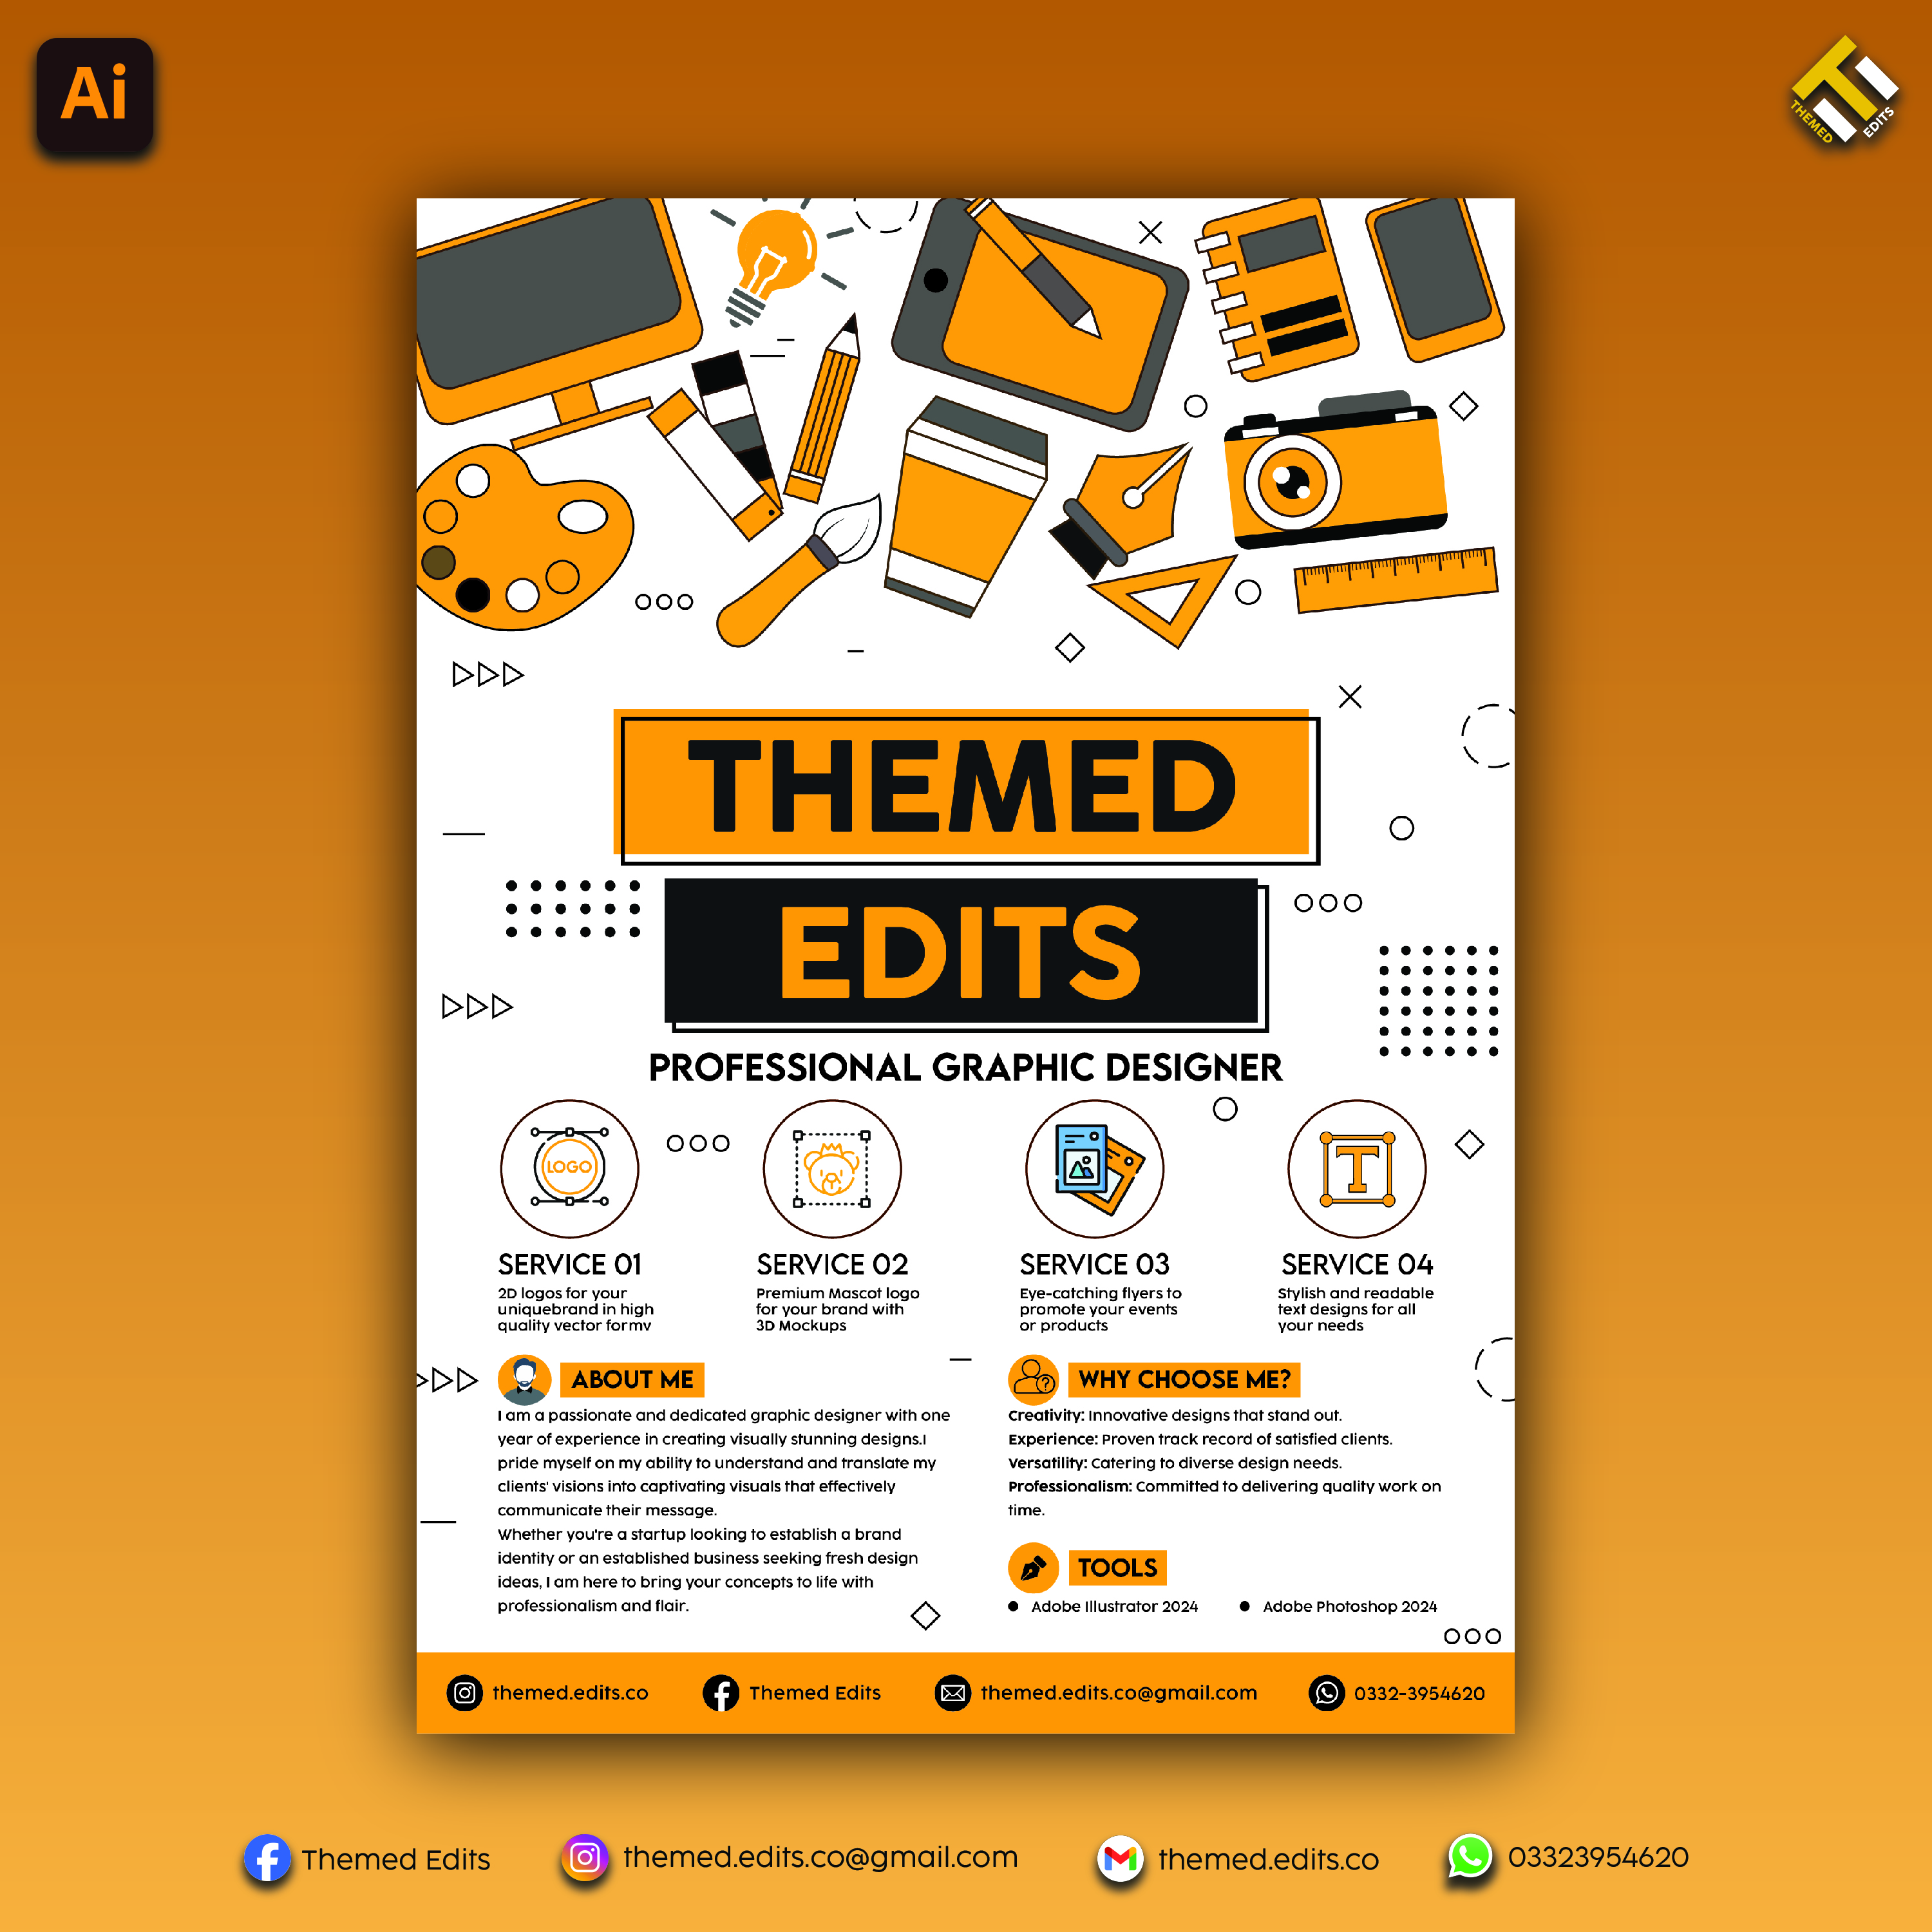 Ai
THEMED
EDITS
THEMED
EDITS
PROFESSIONAL GRAPHIC DESIGNER
LOGO
T
SERVICE 01
2D logos for your
uniquebrand in high
quality vector formv
SERVICE 02
Premium Mascot logo
for your brand with
3D Mockups
SERVICE 03
Eye-catching flyers to
promote your events
or products
SERVICE 04
Stylish and readable
text designs for all
your needs
ABOUT ME
I am a passionate and dedicated graphic designer with one
year of experience in creating visually stunning designs.I
pride myself on my ability to understand and translate my
clients' visions into captivating visuals that effectively
communicate their message.
Whether you're a startup looking to establish a brand
identity or an established business seeking fresh design
ideas, I am here to bring your concepts to life with
professionalism and flair.
WHY CHOOSE ME?
Creativity: Innovative designs that stand out.
Experience: Proven track record of satisfied clients.
Versatility: Catering to diverse design needs.
Professionalism: Committed to delivering quality work on
time.
TOOLS
Adobe Illustrator 2024
Adobe Photoshop 2024
themed.edits.co
Themed Edits
themed.edits.co@gmail.com
0332-3954620
Themed Edits
themed.edits.co@gmail.com
themed.edits.co
03323954620